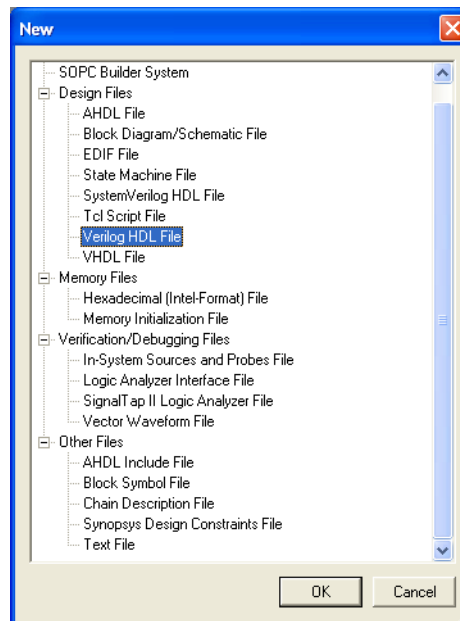 New
SOPC Builder System
Design Files
AHDL File
Block Diagram/Schematic File
EDIF File
State Machine File
SystemVerilog HDL File
Tcl Script File
Verilog HDL File
VHDL File
Memory Files
Hexadecimal (Intel-Format) File
Memory Initialization File
Verification/Debugging Files
In-System Sources and Probes File
Logic Analyzer Interface File
SignalTap II Logic Analyzer File
Vector Waveform File
Other Files
AHDL Include File
Block Symbol File
Chain Description File
Synopsys Design Constraints File
Text File
OK Cancel